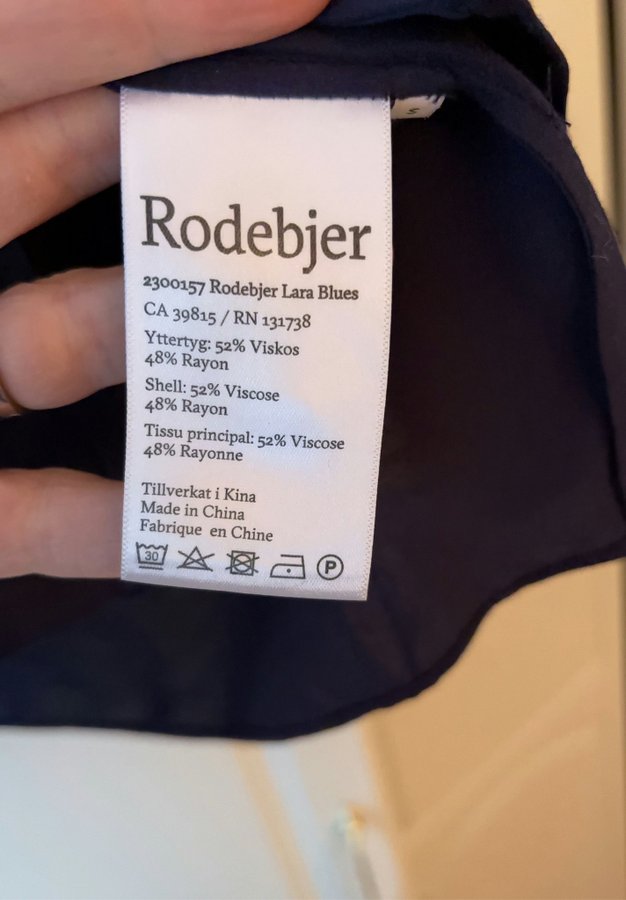 S
Rodebjer
2300157 Rodebjer Lara Blues
CA 39815 / RN 131738
Yttertyg: 52% Viskos
48% Rayon
Shell: 52% Viscose
48% Rayon
Tissu principal: 52% Viscose
48% Rayonne
Tillverkat i Kina
Made in China
Fabrique en Chine
30 P